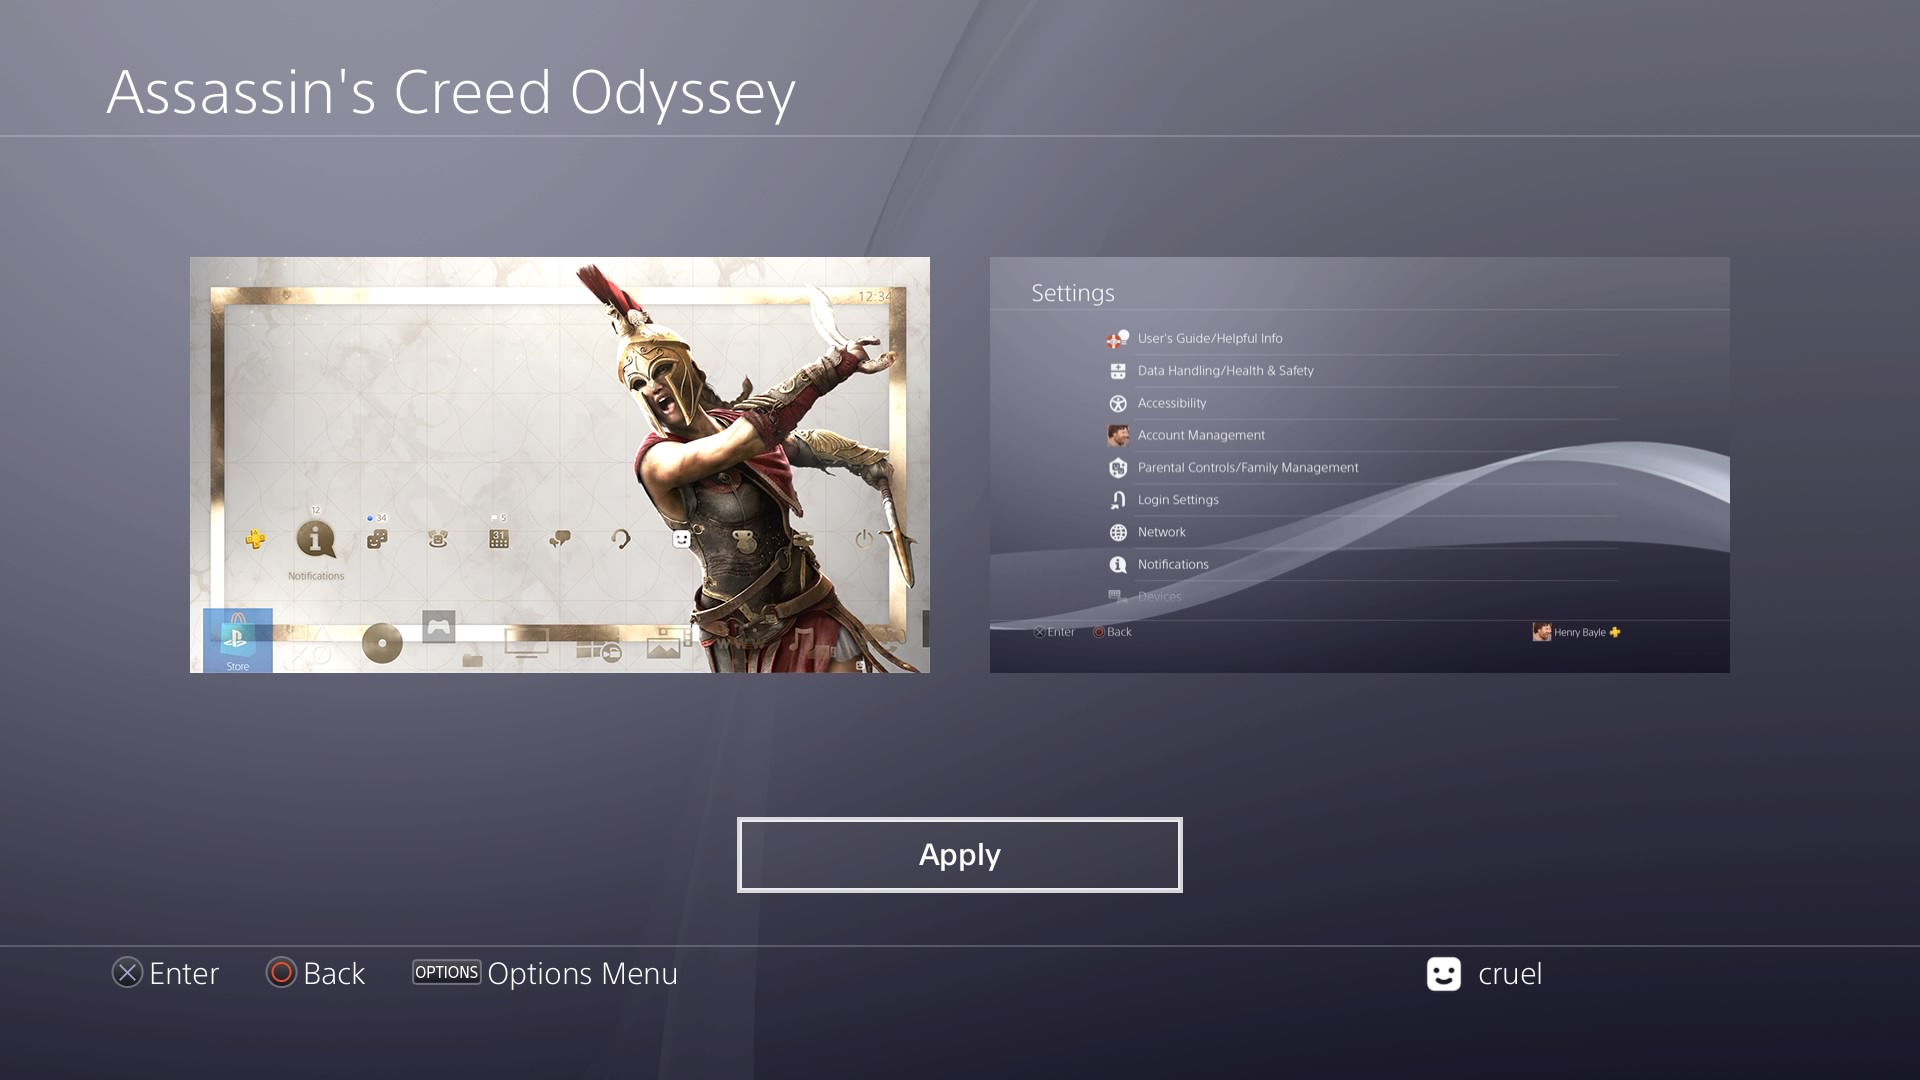 Assassin's Creed Odyssey
12:34
12
34
5
31
Notifications
Store
Settings
User's Guide/Helpful Info
Data Handling/Health & Safety
Accessibility
Account Management
Parental Controls/Family Management
Login Settings
Network
Notifications
Devices
Enter
Back
Henry Bayle
Apply
Enter
Back
OPTIONS Options Menu
cruel